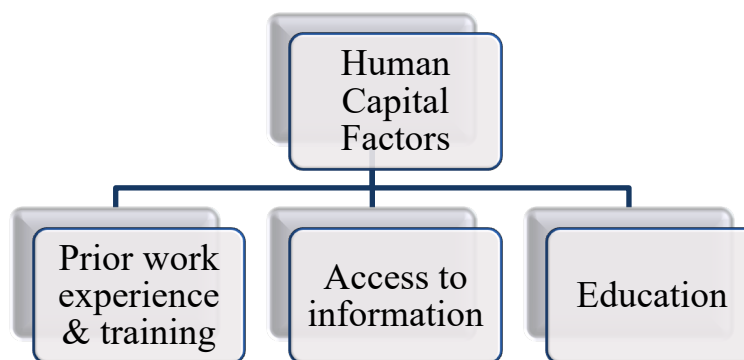 Human
Capital
Factors
Prior work
experience
& training
Access to
information
Education